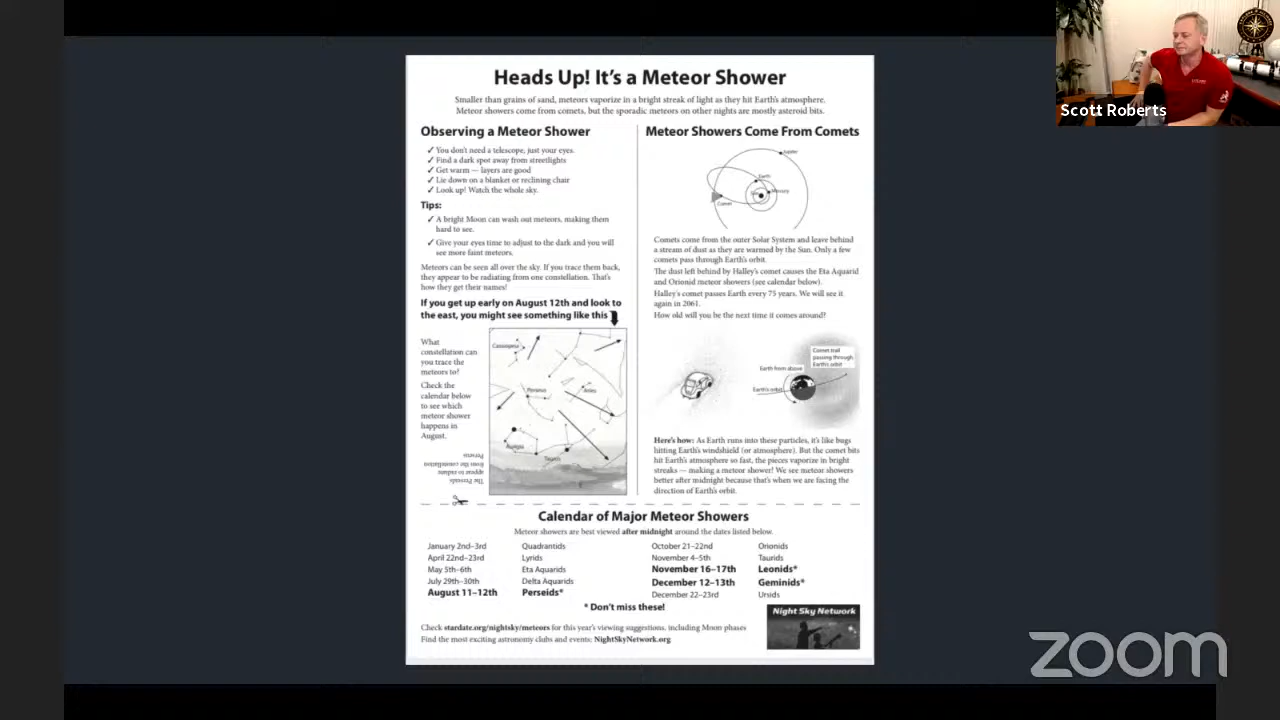 Heads Up! It's a Meteor Shower
Smaller than grains of sand, meteors vaporize in a bright streak of light as they hit Earth's atmosphere.
Meteor showers come from comets, but the sporadic meteors on other nights are mostly asteroid bits.
Observing a Meteor Shower
✓ You don't need a telescope, just your eyes.
✓ Find a dark spot away from streetlights
✓ Get warm — layers are good
✓ Lie down on a blanket or reclining chair
✓ Look up! Watch the whole sky.
Tips:
✓ A bright Moon can wash out meteors, making them
hard to see.
✓ Give your eyes time to adjust to the dark and you will
see more faint meteors.
Meteors can be seen all over the sky. If you trace them back,
they appear to be radiating from one constellation. That's
how they get their names!
If you get up early on August 12th and look to
the east, you might see something like this
What
constellation can
you trace the
meteors to?
Check the
calendar below
to see which
meteor shower
happens in
August.
The Perseids
appear to radiate
from the constellation
Perseus
Cassiopeia
Perseus
Aries
Auriga
Taurus
Meteor Showers Come From Comets
Jupiter
Earth
Mercury
Sun
Comet
Comets come from the outer Solar System and leave behind
a stream of dust as they are warmed by the Sun. Only a few
comets pass through Earth's orbit.
The dust left behind by Halley's comet causes the Eta Aquarid
and Orionid meteor showers (see calendar below).
Halley's comet passes Earth every 75 years. We will see it
again in 2061.
How old will you be the next time it comes around?
Comet trail
passing through
Earth's orbit
Earth from above
Earth's orbit
Here's how: As Earth runs into these particles, it's like bugs
hitting Earth's windshield (or atmosphere). But the comet bits
hit Earth's atmosphere so fast, the pieces vaporize in bright
streaks — making a meteor shower! We see meteor showers
better after midnight because that's when we are facing the
direction of Earth's orbit.
Calendar of Major Meteor Showers
Meteor showers are best viewed after midnight around the dates listed below.
January 2nd–3rd Quadrantids
April 22nd–23rd Lyrids
May 5th–6th Eta Aquarids
July 29th–30th Delta Aquarids
August 11–12th Perseids*
October 21–22nd Orionids
November 4–5th Taurids
November 16–17th Leonids*
December 12–13th Geminids*
December 22–23rd Ursids
* Don't miss these!
Check stardate.org/nightsky/meteors for this year's viewing suggestions, including Moon phases
Find the most exciting astronomy clubs and events: NightSkyNetwork.org
Night Sky Network
Scott Roberts
zoom